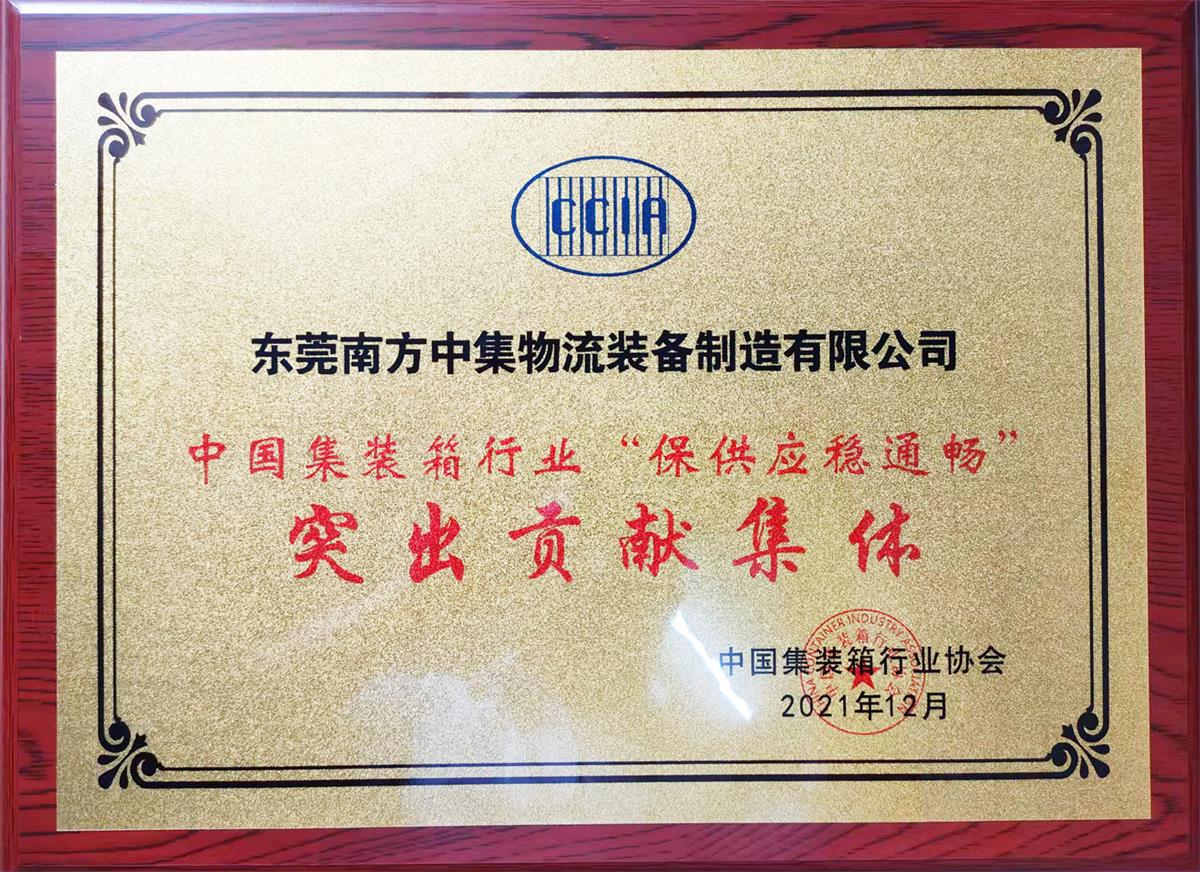 CCIA
东莞南方中集物流装备制造有限公司
中国集装箱行业“保供应稳通畅”
突出贡献集体
中国集装箱行业协会
2021年12月